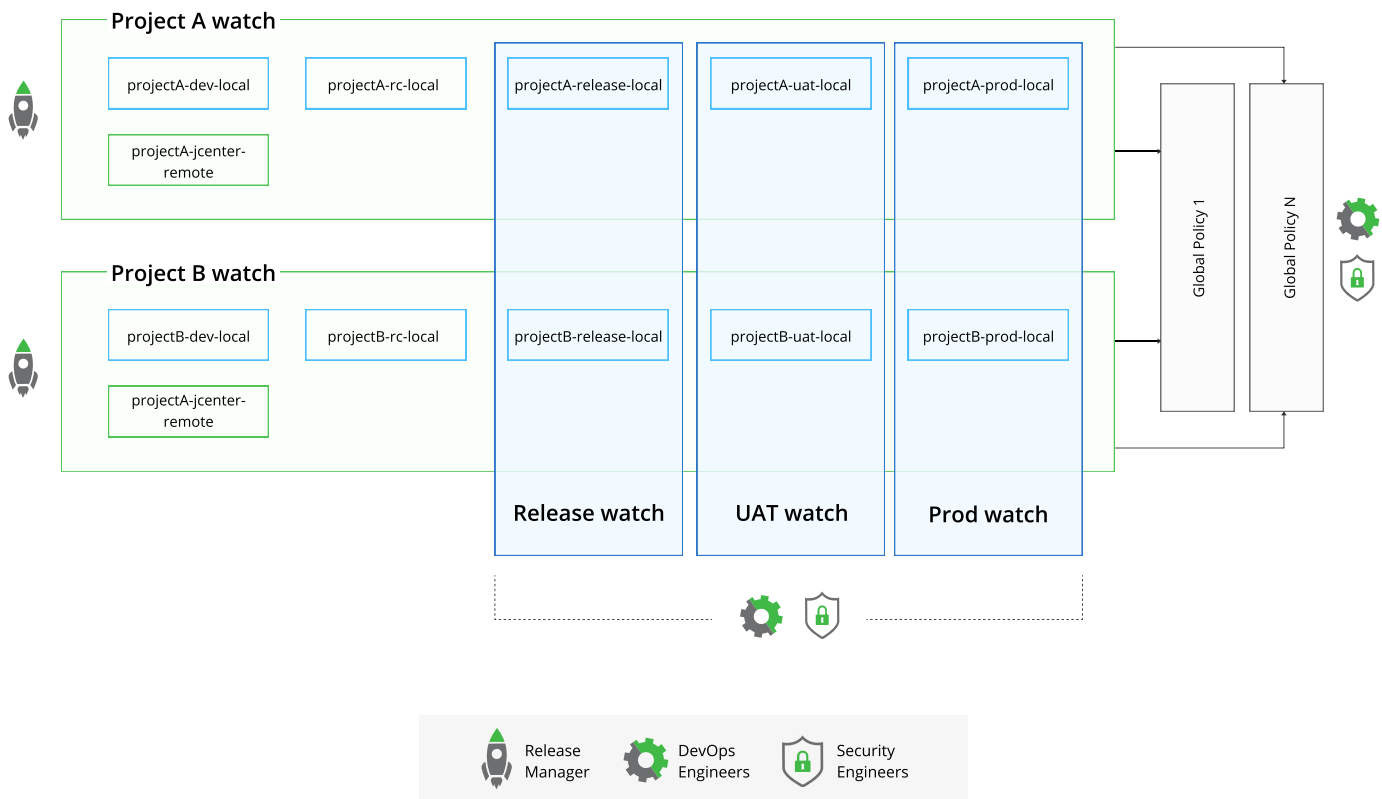 Project A watch
projectA-dev-local
projectA-rc-local
projectA-release-local
projectA-uat-local
projectA-prod-local
projectA-jcenter-
remote
Project B watch
projectB-dev-local
projectB-rc-local
projectB-release-local
projectB-uat-local
projectB-prod-local
projectA-jcenter-
remote
Release watch
UAT watch
Prod watch
Global Policy 1
Global Policy N
Release
Manager
DevOps
Engineers
Security
Engineers